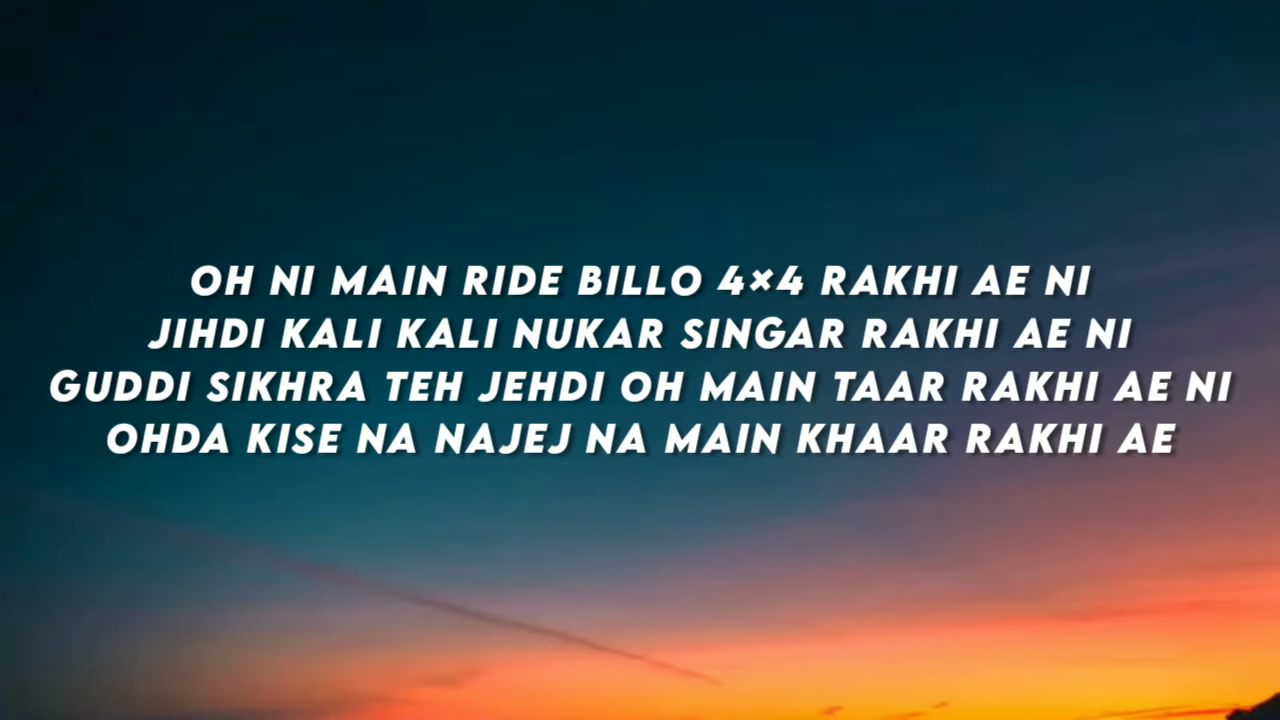 OH NI MAIN RIDE BILLO 4×4 RAKHI AE NI
JIHDI KALI KALI NUKAR SINGAR RAKHI AE NI
GUDDI SIKHRA TEH JEHDI OH MAIN TAAR RAKHI AE NI
OHDA KISE NA NAJEJ NA MAIN KHAAR RAKHI AE